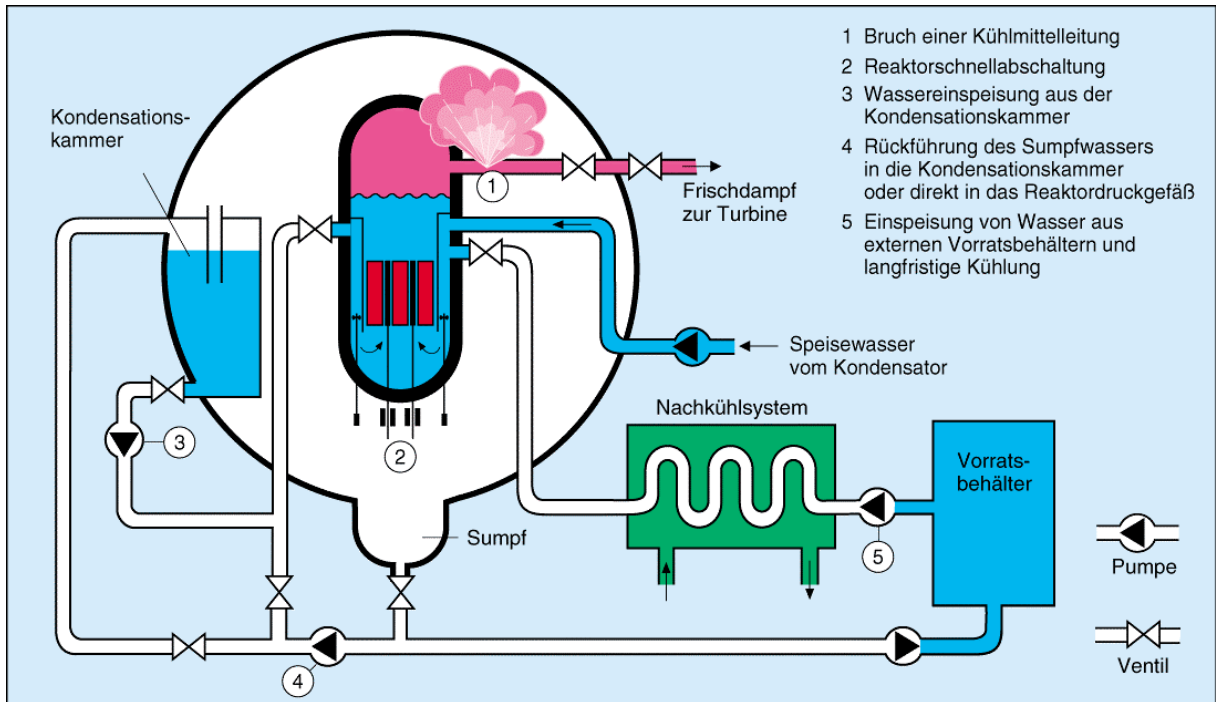 1 Bruch einer Kühlmittelleitung
2 Reaktorschnellabschaltung
3 Wassereinspeisung aus der
Kondensationskammer
4 Rückführung des Sumpfwassers
in die Kondensationskammer
oder direkt in das Reaktordruckgefäß
5 Einspeisung von Wasser aus
externen Vorratsbehältern und
langfristige Kühlung
Kondensations-
kammer
1
Frischdampf
zur Turbine
Speisewasser
vom Kondensator
Nachkühlsystem
Vorrats-
behälter
3
2
Sumpf
5
4
Pumpe
Ventil